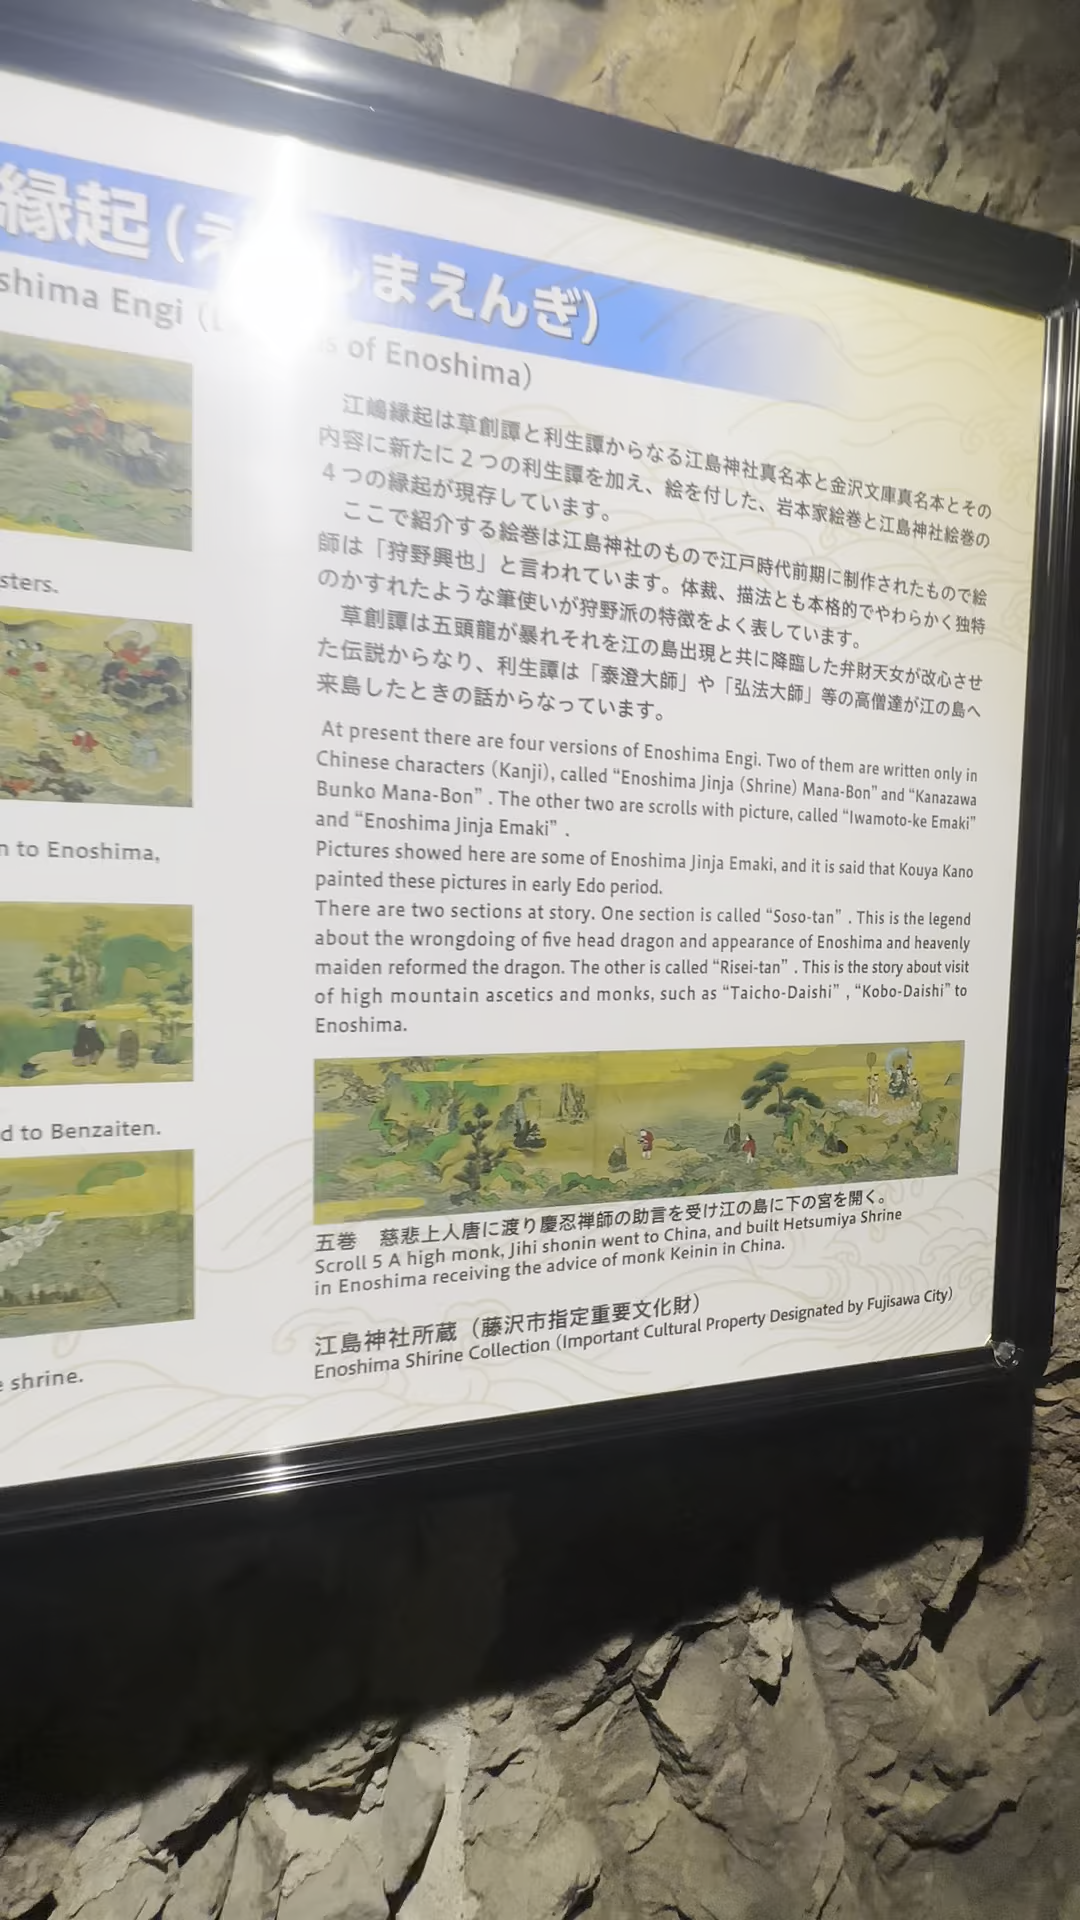 縁起（え しまえんぎ）
shima Engi ( s of Enoshima)
sters.
n to Enoshima,
d to Benzaiten.
e shrine.
江嶋縁起は草創譚と利生譚からなる江島神社真名本と金沢文庫真名本とその
内容に新たに２つの利生譚を加え、絵を付した、岩本家絵巻と江島神社絵巻の
４つの縁起が現存しています。
ここで紹介する絵巻は江島神社のもので江戸時代前期に制作されたもので絵
師は「狩野興也」と言われています。体裁、描法とも本格的でやわらかく独特
のかすれたような筆使いが狩野派の特徴をよく表しています。
草創譚は五頭龍が暴れそれを江の島出現と共に降臨した弁財天女が改心させ
た伝説からなり、利生譚は「泰澄大師」や「弘法大師」等の高僧達が江の島へ
来島したときの話からなっています。
At present there are four versions of Enoshima Engi. Two of them are written only in
Chinese characters (Kanji), called “Enoshima Jinja (Shrine) Mana-Bon” and “Kanazawa
Bunko Mana-Bon” . The other two are scrolls with picture, called “Iwamoto-ke Emaki”
and “Enoshima Jinja Emaki” .
Pictures showed here are some of Enoshima Jinja Emaki, and it is said that Kouya Kano
painted these pictures in early Edo period.
There are two sections at story. One section is called “Soso-tan” . This is the legend
about the wrongdoing of five head dragon and appearance of Enoshima and heavenly
maiden reformed the dragon. The other is called “Risei-tan” . This is the story about visit
of high mountain ascetics and monks, such as “Taicho-Daishi” , “Kobo-Daishi” to
Enoshima.
五巻　慈悲上人唐に渡り慶忍禅師の助言を受け江の島に下の宮を開く。
Scroll 5 A high monk, Jihi shonin went to China, and built Hetsumiya Shrine
in Enoshima receiving the advice of monk Keinin in China.
江島神社所蔵（藤沢市指定重要文化財）
Enoshima Shirine Collection (Important Cultural Property Designated by Fujisawa City)